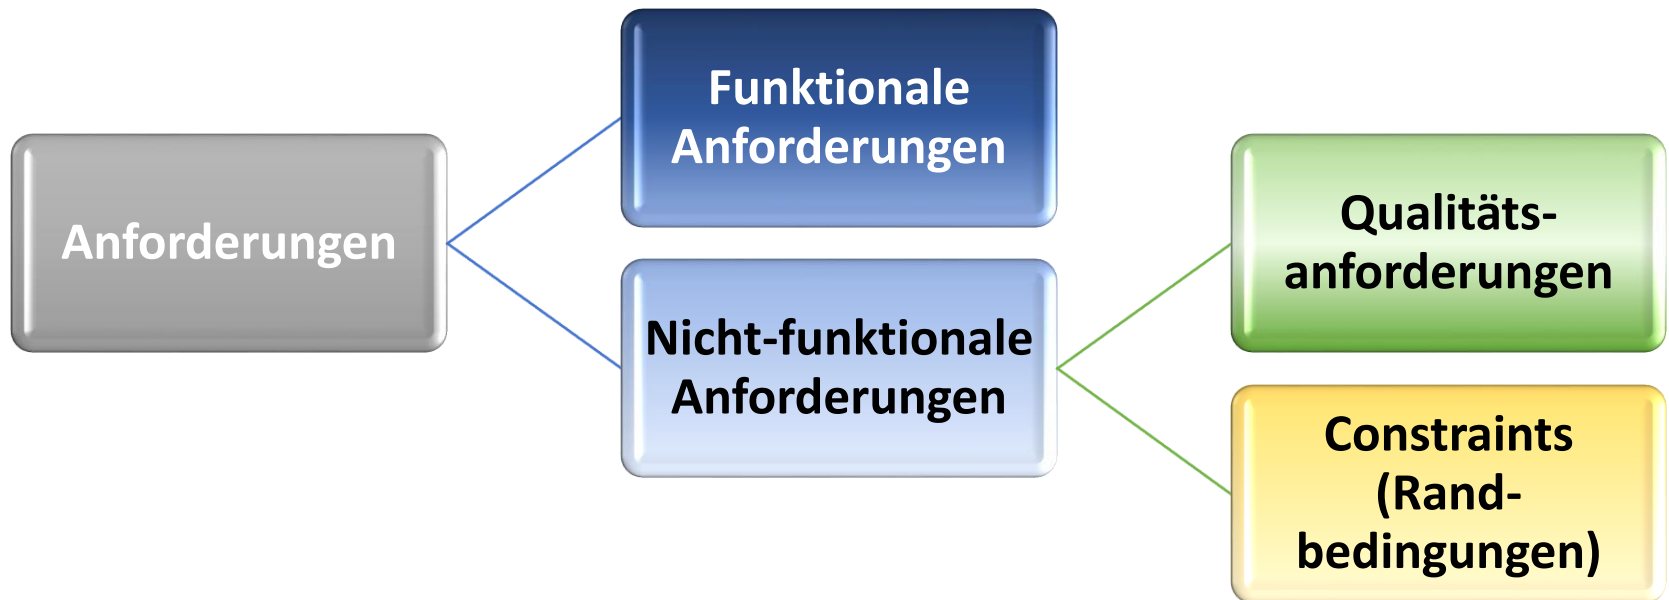 Anforderungen
Funktionale
Anforderungen
Nicht-funktionale
Anforderungen
Qualitäts-
anforderungen
Constraints
(Rand-
bedingungen)